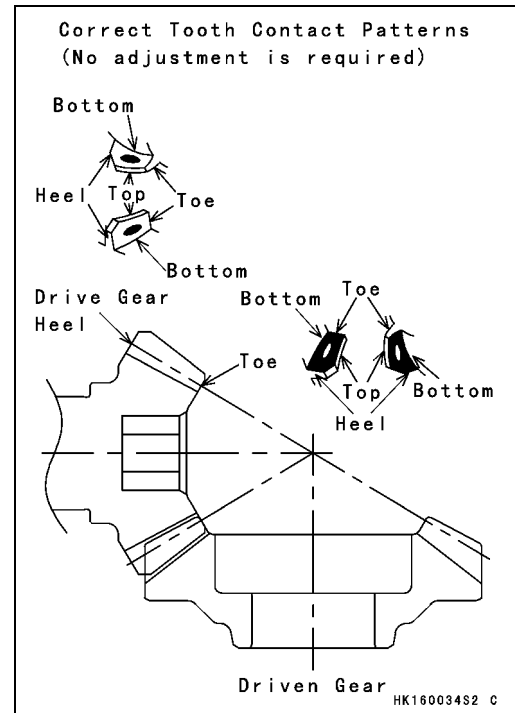 Correct Tooth Contact Patterns
(No adjustment is required)
Bottom
Heel
Top
Toe
Bottom
Drive Gear
Heel
Toe
Bottom
Toe
Top
Bottom
Heel
Driven Gear
HK160034S2 C